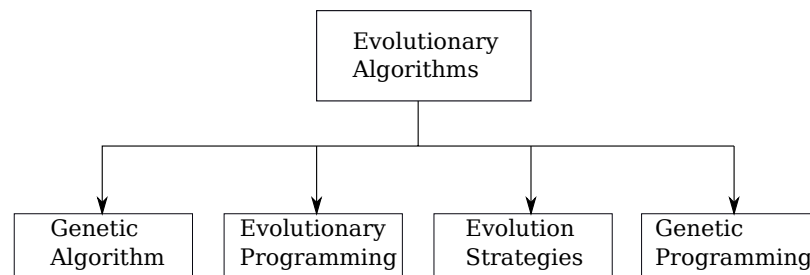 Evolutionary
Algorithms
Genetic
Algorithm
Evolutionary
Programming
Evolution
Strategies
Genetic
Programming